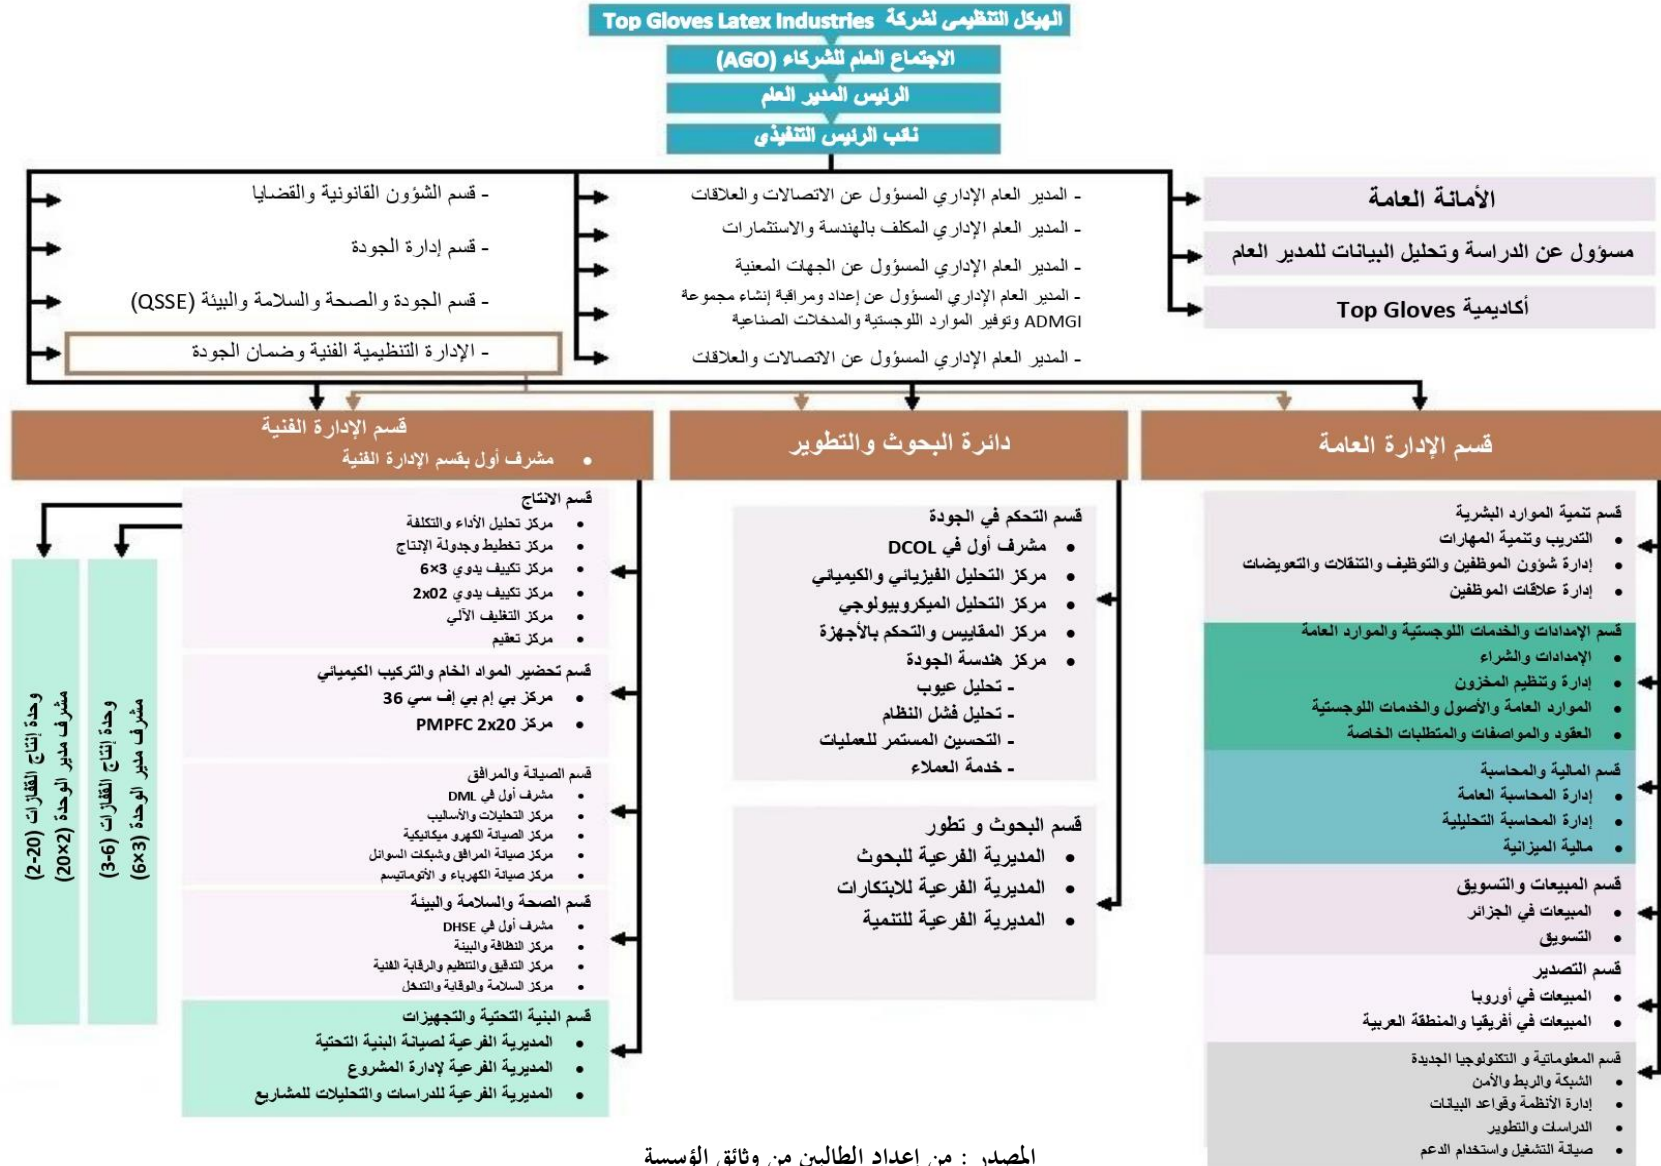 الهيكل التنظيمى لشركة Top Gloves Latex Industries
الاجتماع العام للشركاء (AGO)
الرئيس المدير العام
نائب الرئيس التنفيذي
الأمانة العامة
مسؤول عن الدراسة وتحليل البيانات للمدير العام
أكاديمية Top Gloves
- المدير العام الإداري المسؤول عن الاتصالات والعلاقات
- المدير العام الإداري المكلف بالهندسة والاستثمارات
- المدير العام الإداري المسؤول عن الجهات المعنية
- المدير العام الإداري المسؤول عن إعداد ومراقبة إنشاء مجموعة
ADMGI وتوفير الموارد اللوجستية والمدخلات الصناعية
- المدير العام الإداري المسؤول عن الاتصالات والعلاقات
- قسم الشؤون القانونية والقضايا
- قسم إدارة الجودة
- قسم الجودة والصحة والسلامة والبيئة (QSSE)
- الإدارة التنظيمية الفنية وضمان الجودة
قسم الإدارة العامة
قسم تنمية الموارد البشرية
• التدريب وتنمية المهارات
• إدارة شؤون الموظفين والتوظيف والتنقلات والتعويضات
• إدارة علاقات الموظفين
قسم الإمدادات والخدمات اللوجستية والموارد العامة
• الإمدادات والشراء
• إدارة وتنظيم المخزون
• الموارد العامة والأصول والخدمات اللوجستية
• العقود والمواصفات والمتطلبات الخاصة
قسم المالية والمحاسبة
• إدارة المحاسبة العامة
• إدارة المحاسبة التحليلية
• مالية الميزانية
قسم المبيعات والتسويق
• المبيعات في الجزائر
• التسويق
قسم التصدير
• المبيعات في أوروبا
• المبيعات في أفريقيا والمنطقة العربية
قسم المعلوماتية و التكنولوجيا الجديدة
• الشبكة والربط والأمن
• إدارة الأنظمة وقواعد البيانات
• الدراسات والتطوير
• صيانة التشغيل واستخدام الدعم
دائرة البحوث والتطوير
قسم التحكم في الجودة
• مشرف أول في DCOL
• مركز التحليل الفيزيائي والكيميائي
• مركز التحليل الميكروبيولوجي
• مركز المقاييس والتحكم بالأجهزة
• مركز هندسة الجودة
- تحليل عيوب
- تحليل فشل النظام
- التحسين المستمر للعمليات
- خدمة العملاء
قسم البحوث و تطور
• المديرية الفرعية للبحوث
• المديرية الفرعية للابتكارات
• المديرية الفرعية للتنمية
قسم الإدارة الفنية
• مشرف أول بقسم الإدارة الفنية
قسم الانتاج
• مركز تحليل الأداء والتكلفة
• مركز تخطيط وجدولة الإنتاج
• مركز تكييف يدوي 3×6
• مركز تكييف يدوي 2x02
• مركز التغليف الآلي
• مركز تعقيم
قسم تحضير المواد الخام والتركيب الكيميائي
• مركز بي إم بي إف سي 36
• مركز PMPFC 2x20
قسم الصيانة والمرافق
• مشرف أول في DML
• مركز التحليلات والأساليب
• مركز الصيانة الكهرو ميكانيكية
• مركز صيانة المرافق وشبكات السوائل
• مركز صيانة الكهرباء و الأتوماتيسم
قسم الصحة والسلامة والبيئة
• مشرف أول في DHSE
• مركز النظافة والبيئة
• مركز التدقيق والتنظيم والرقابة الفنية
• مركز السلامة والوقاية والتدخل
قسم البنية التحتية والتجهيزات
• المديرية الفرعية لصيانة البنية التحتية
• المديرية الفرعية لإدارة المشروع
• المديرية الفرعية للدراسات والتحليلات للمشاريع
مشرف مدير الوحدة (3×6)
وحدة إنتاج القفازات (3-6)
مشرف مدير الوحدة (2×20)
وحدة إنتاج القفازات (2-20)
المصدر : من إعداد الطالبين من وثائق المؤسسة